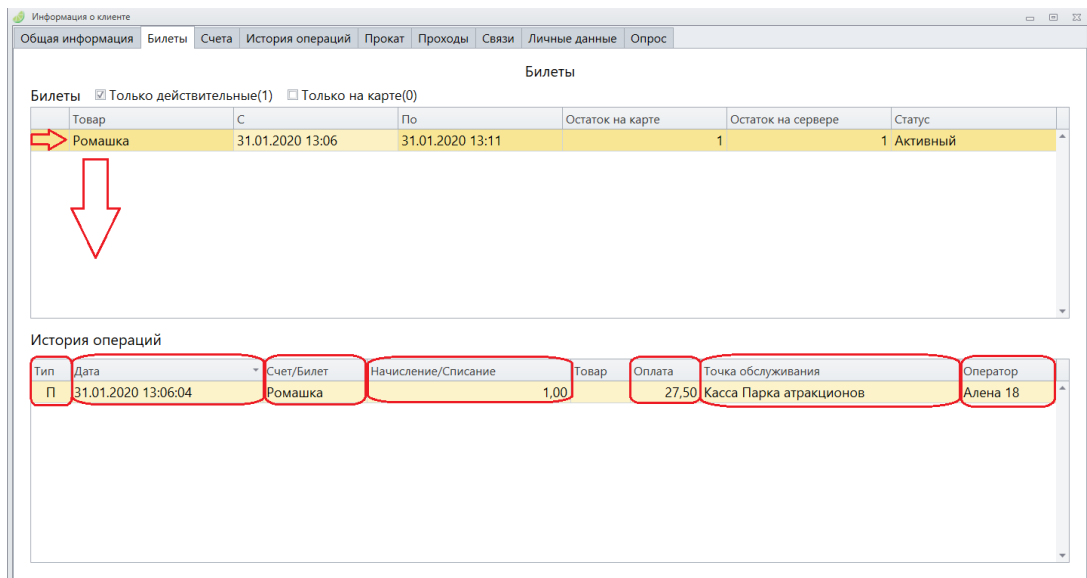 Информация о клиенте
Общая информация Билеты Счета История операций Прокат Проходы Связи Личные данные Опрос
Билеты
Билеты Только действительные(1) Только на карте(0)
Товар С По Остаток на карте Остаток на сервере Статус
Ромашка 31.01.2020 13:06 31.01.2020 13:11 1 1 Активный
История операций
Тип Дата Счет/Билет Начисление/Списание Товар Оплата Точка обслуживания Оператор
П 31.01.2020 13:06:04 Ромашка 1,00 27,50 Касса Парка атракционов Алена 18